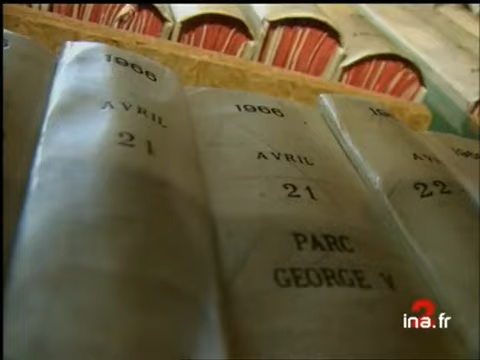 1966
AVRIL
21
1966
AVRIL
21
PARC
GEORGE V
22
ina.fr